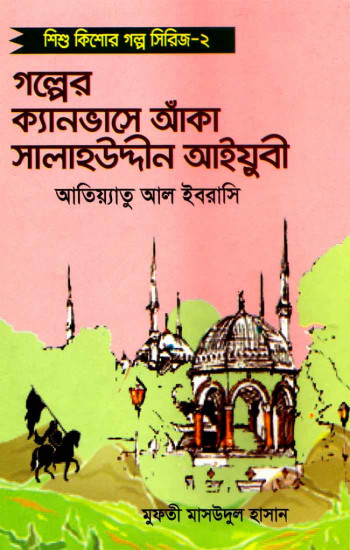 শিশু কিশোর গল্প সিরিজ-২
গল্পের
ক্যানভাসে আঁকা
সালাহউদ্দীন আইযুবী
আতিয়্যাতু আল ইবরাসি
মুফতী মাসউদুল হাসান